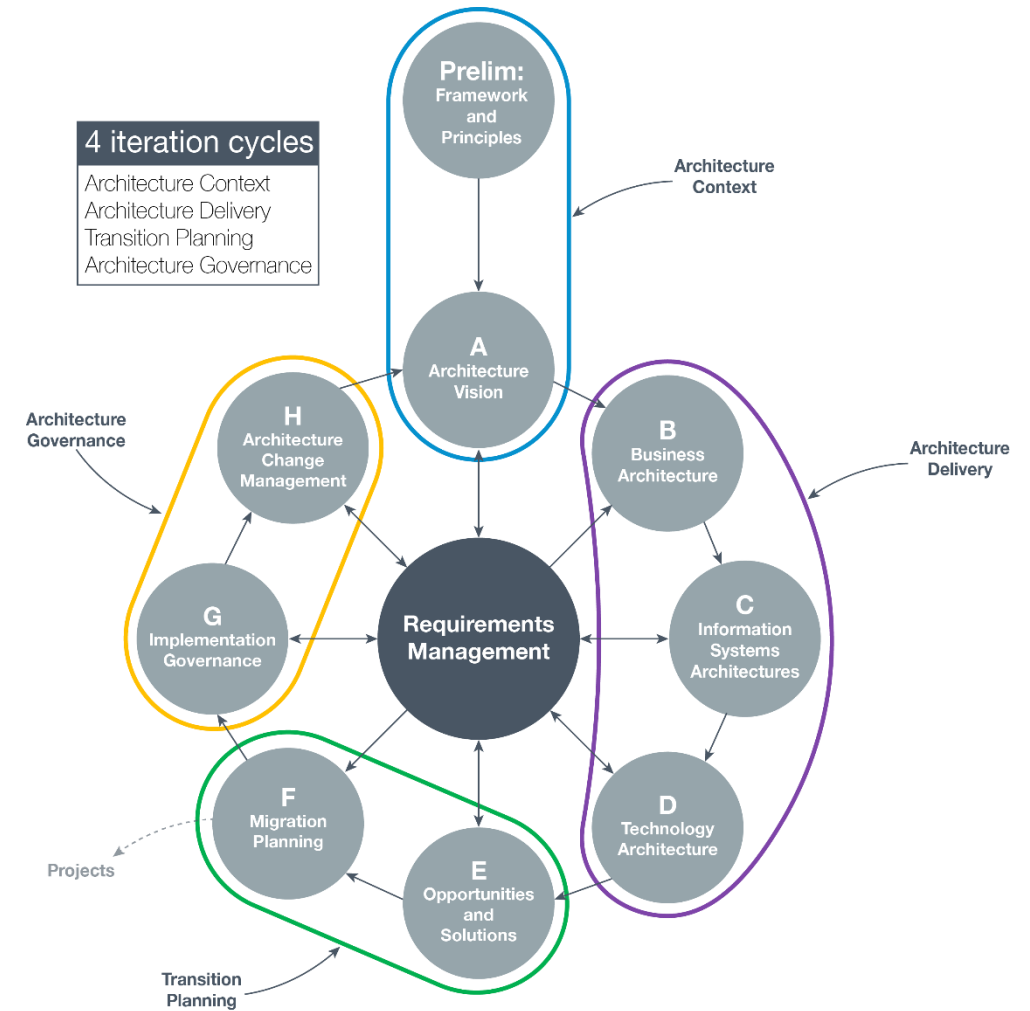 Prelim:
Framework
and
Principles
4 iteration cycles
Architecture Context
Architecture Delivery
Transition Planning
Architecture Governance
Architecture
Context
A
Architecture
Vision
H
Architecture
Change
Management
Architecture
Governance
B
Business
Architecture
Architecture
Delivery
G
Implementation
Governance
Requirements
Management
C
Information
Systems
Architectures
F
Migration
Planning
D
Technology
Architecture
Projects
E
Opportunities
and
Solutions
Transition
Planning